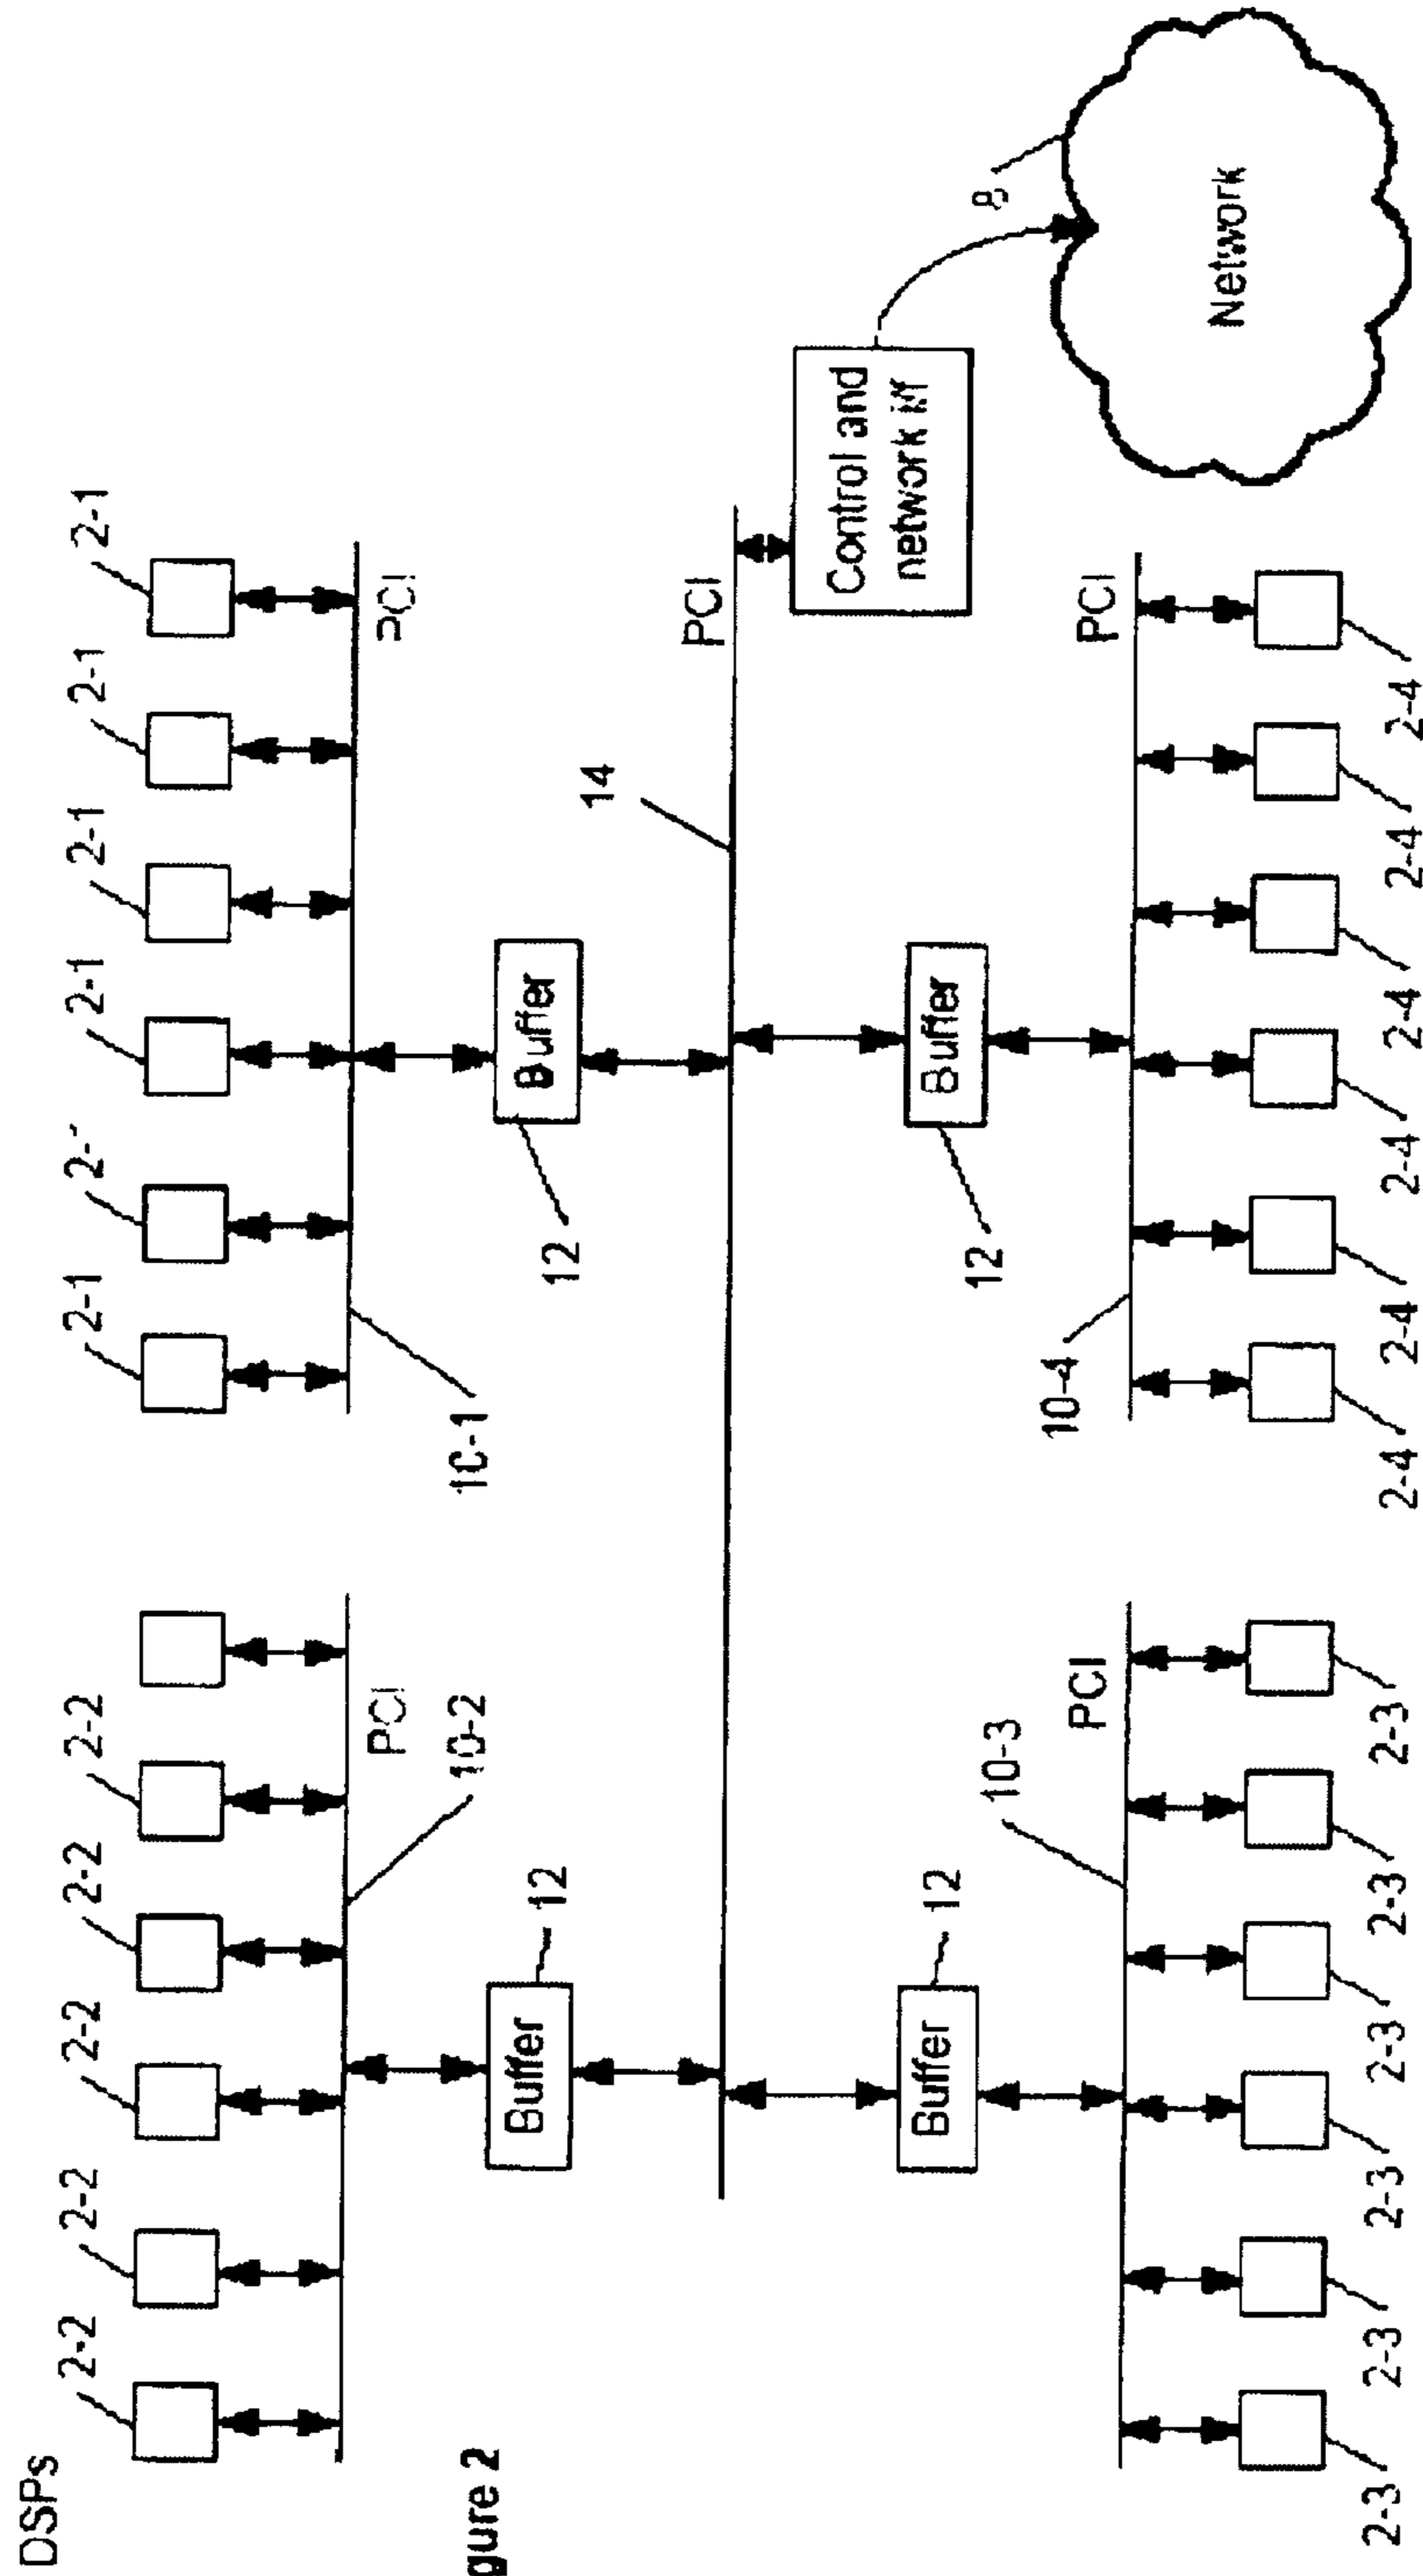 DSPs
2-2 2-2 2-2 2-2 2-2 2-1 2-1 2-1 2-1 2-1
PCI
PCI
10-2
10-1
gure 2
Buffer
12
12
Buffer
14
PCI
Control and
network i/f
8
Network
Buffer
12
12
Buffer
10-3
PCI
10-4
PCI
2-3 2-3 2-3 2-3 2-3 2-3 2-4 2-4 2-4 2-4 2-4 2-4